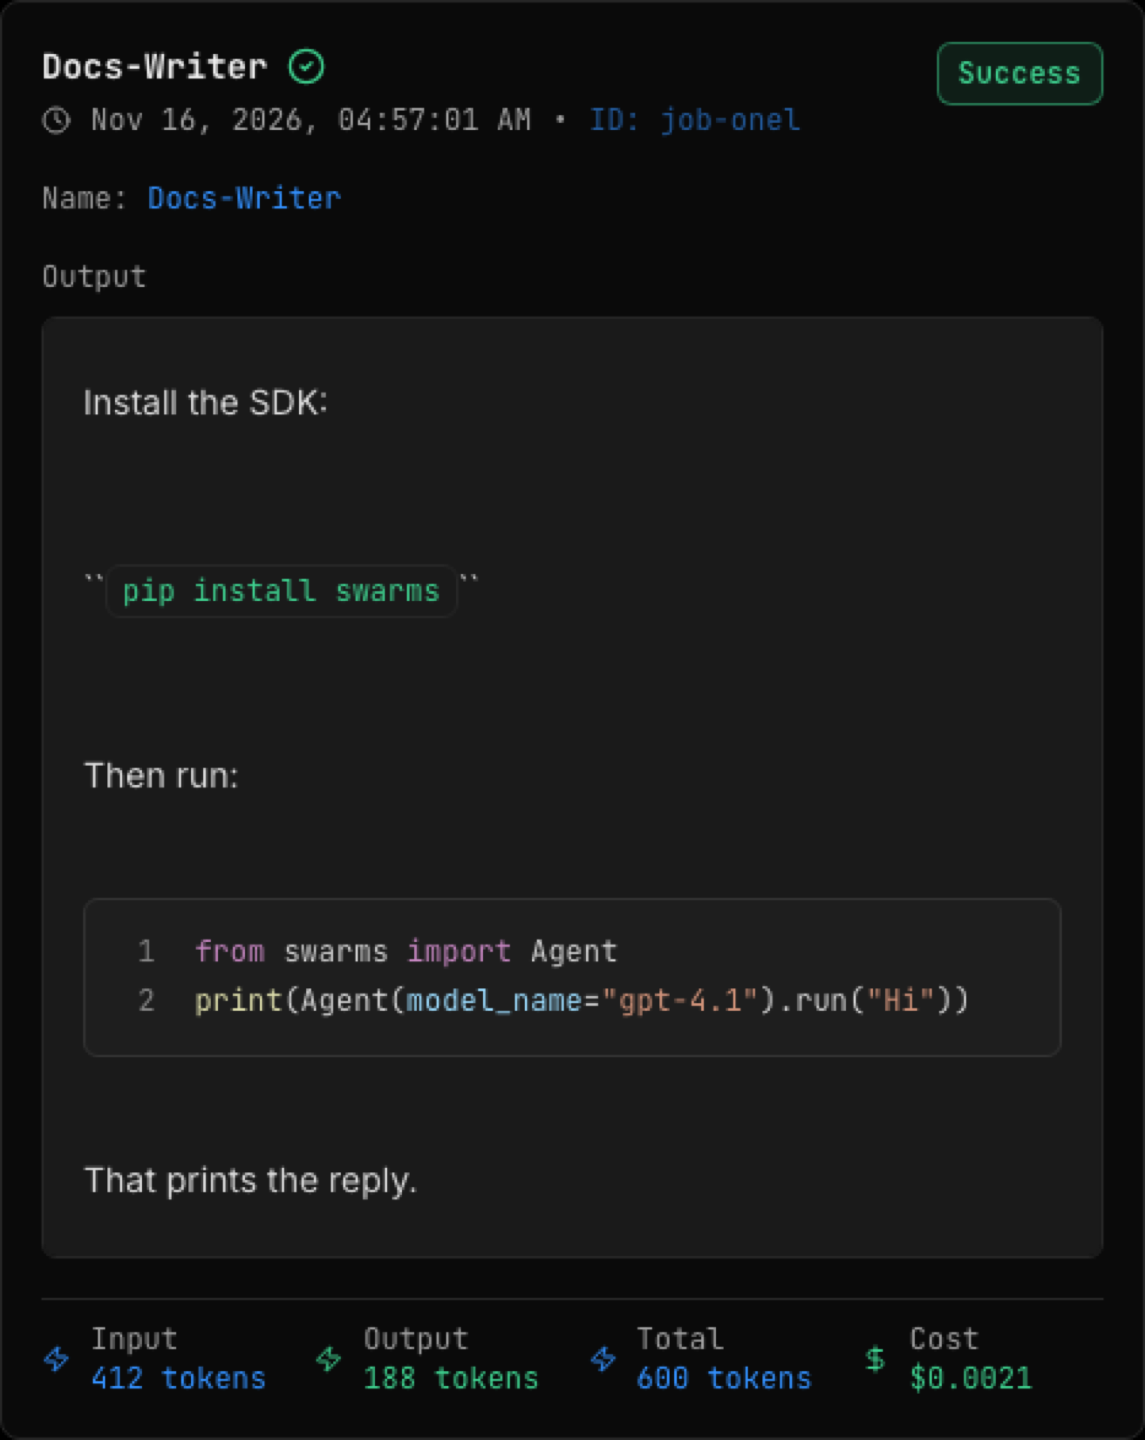 Docs-Writer
Success
Nov 16, 2026, 04:57:01 AM • ID: job-onel
Name: Docs-Writer
Output
Install the SDK:
``pip install swarms``
Then run:
1 from swarms import Agent
2 print(Agent(model_name="gpt-4.1").run("Hi"))
That prints the reply.
Input
412 tokens
Output
188 tokens
Total
600 tokens
$
Cost
$0.0021